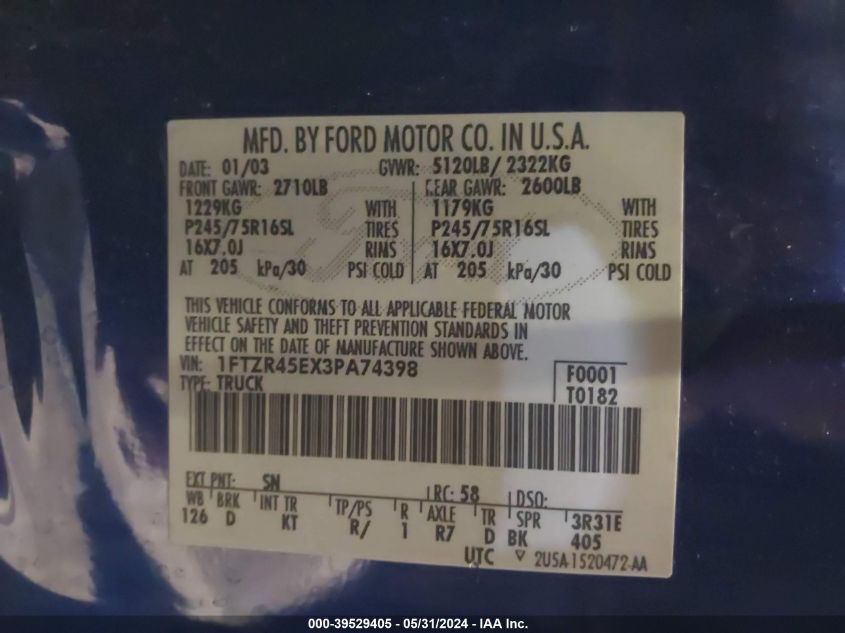 MFD. BY FORD MOTOR CO. IN U.S.A.
DATE: 01/03 GVWR: 5120LB/ 2322KG
FRONT GAWR: 2710LB REAR GAWR: 2600LB
1229KG WITH 1179KG WITH
P245/75R16SL TIRES P245/75R16SL TIRES
16X7.0J RIMS 16X7.0J RIMS
AT 205 kPa/30 PSI COLD AT 205 kPa/30 PSI COLD
THIS VEHICLE CONFORMS TO ALL APPLICABLE FEDERAL MOTOR
VEHICLE SAFETY AND THEFT PREVENTION STANDARDS IN
EFFECT ON THE DATE OF MANUFACTURE SHOWN ABOVE.
VIN: 1FTZR45EX3PA74398 F0001
TYPE: TRUCK T0182
EXT PNT: SN RC: 58 DSO:
WB BRK INT TR TP/PS R AXLE TR SPR 3R31E
126 D KT R/ 1 R7 D BK 405
UTC ▽ 2U5A-1520472-AA
000-39529405 - 05/31/2024 - IAA Inc.